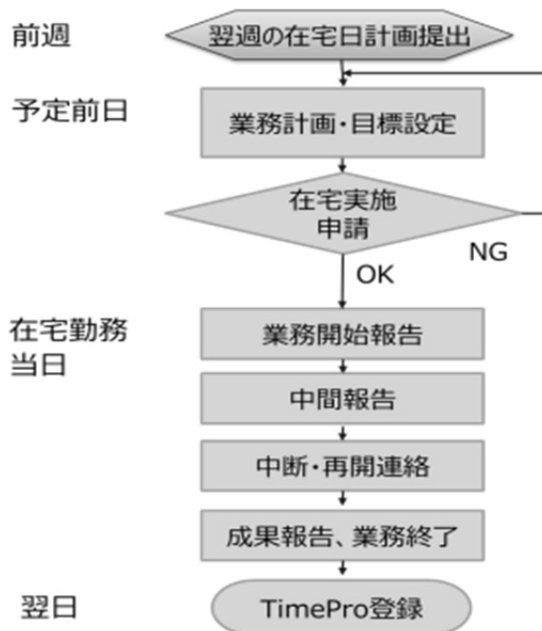 前週
翌週の在宅日計画提出
予定前日
業務計画・目標設定
在宅実施
申請
NG
OK
在宅勤務
当日
業務開始報告
中間報告
中断・再開連絡
成果報告、業務終了
翌日
TimePro登録